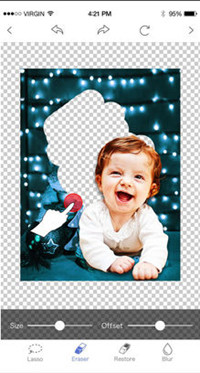 VIRGIN 4:21 PM 95%
Size Offset
Lasso Eraser Restore Blur